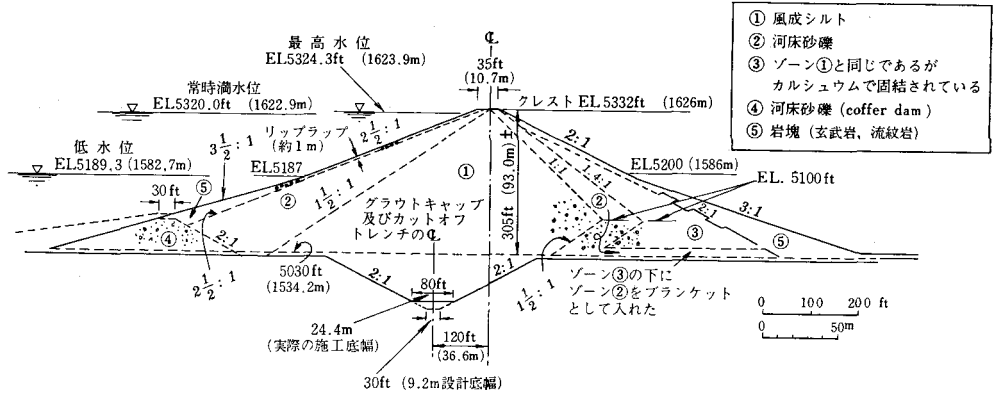 最高水位
EL5324.3ft (1623.9m)
常時満水位
EL5320.0ft (1622.9m)
低水位
EL5189.3 (1582,7m)
℄
35ft
(10.7m)
クレスト EL 5332ft (1626m)
① 風成シルト
② 河床砂礫
③ ゾーン①と同じであるが
カルシュウムで固結されている
④ 河床砂礫 (coffer dam)
⑤ 岩塊 (玄武岩, 流紋岩)
リップラップ
(約1m)
2 1/2 : 1
3 1/2 : 1
EL5187
30ft
⑤
④
②
①
1 1/2 : 1
2:1
2 1/2 : 1
5030ft
(1534.2m)
グラウトキャップ
及びカットオフ
トレンチの℄
305ft (93.0m)±
2:1
EL5200 (1586m)
EL. 5100ft
1:1
1.4:1
2:1
3:1
②
③
⑤
1 1/2 : 1
ゾーン③の下に
ゾーン②をブランケット
として入れた
2:1
80ft
2:1
24.4m
(実際の施工底幅)
120ft
(36.6m)
30ft (9.2m設計底幅)
0 100 200 ft
0 50m